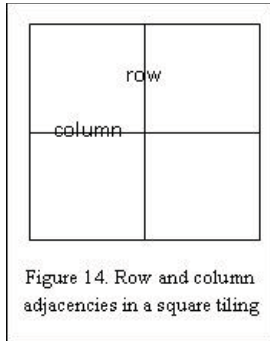 row
column
Figure 14. Row and column
adjacencies in a square tiling